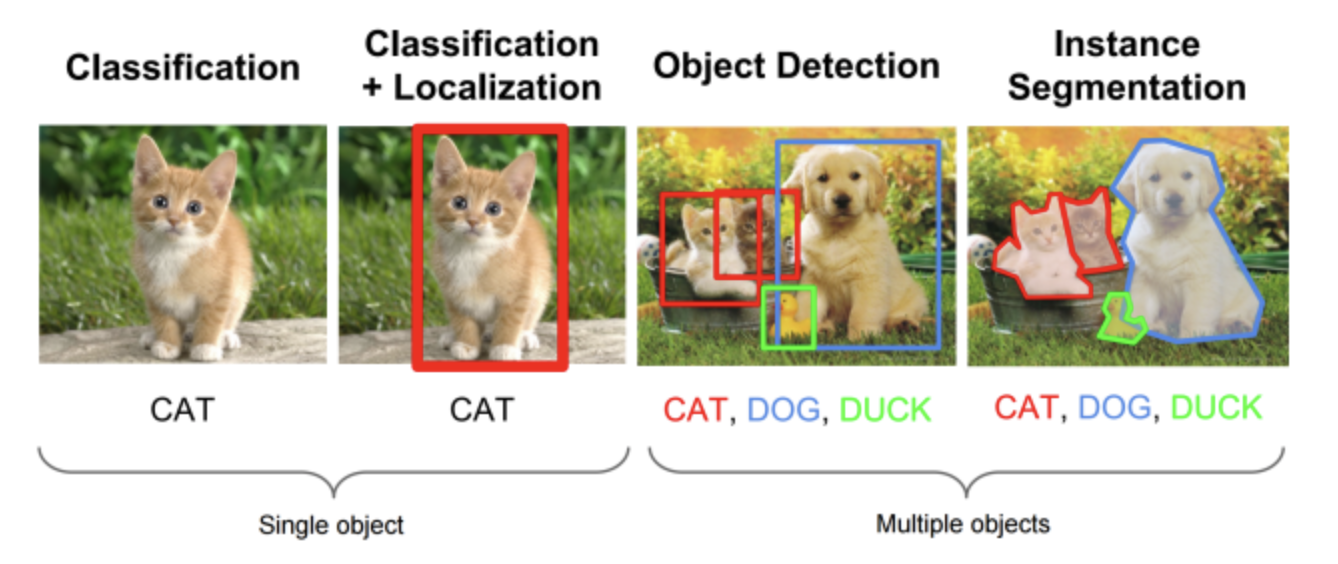 Classification
Classification
+ Localization
Object Detection
Instance
Segmentation
CAT
CAT
CAT, DOG, DUCK
CAT, DOG, DUCK
Single object
Multiple objects